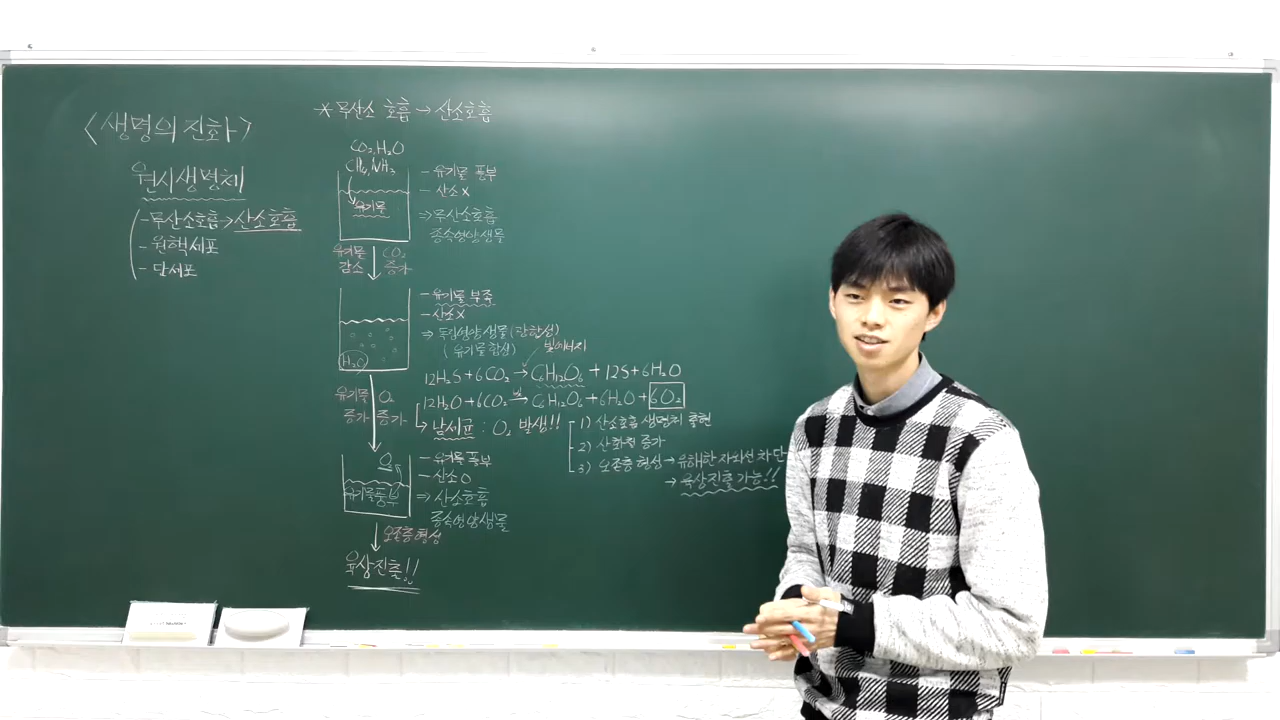 <생명의 진화>
원시생명체
- 무산소호흡 → 산소호흡
- 원핵세포
- 단세포
* 무산소 호흡 → 산소호흡
CO₂, H₂O
CH₄, NH₃
유기물
- 유기물 풍부
- 산소 X
⇒ 무산소호흡
종속영양생물
유기물 감소
CO₂ 증가
- 유기물 부족
- 산소 X
⇒ 독립영양생물 (광합성)
(유기물합성)
빛에너지
H₂O
12H₂S + 6CO₂ → C₆H₁₂O₆ + 12S + 6H₂O
12H₂O + 6CO₂ → C₆H₁₂O₆ + 6H₂O + 6O₂
빛
↳ 남세균 : O₂ 발생!!
1) 산소호흡 생명체 출현
2) 산화철 증가
3) 오존층 형성 → 유해한 자외선 차단
→ 육상진출 가능!!
유기물 증가
O₂ 증가
O₂
유기물풍부
- 유기물 풍부
- 산소 O
⇒ 산소호흡
종속영양생물
오존층형성
육상진출!!